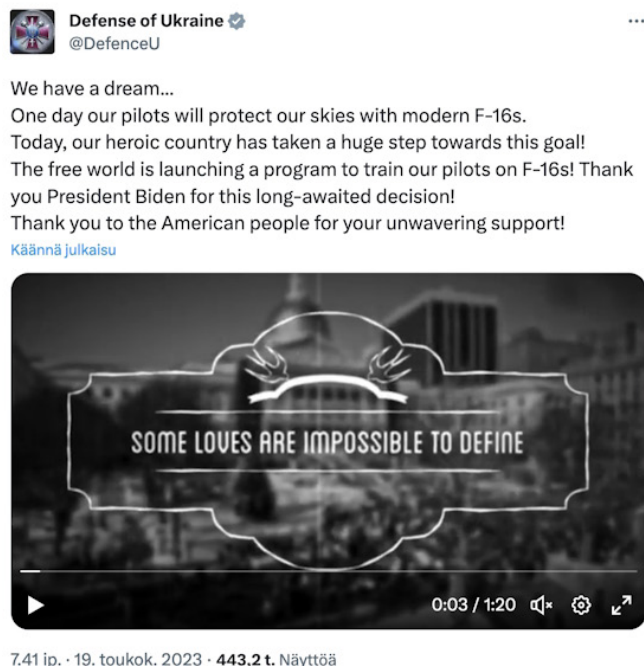 Defense of Ukraine
@DefenceU
We have a dream...
One day our pilots will protect our skies with modern F-16s.
Today, our heroic country has taken a huge step towards this goal!
The free world is launching a program to train our pilots on F-16s! Thank
you President Biden for this long-awaited decision!
Thank you to the American people for your unwavering support!
Käännä julkaisu
SOME LOVES ARE IMPOSSIBLE TO DEFINE
0:03 / 1:20
7.41 ip. · 19. toukok. 2023 · 443,2 t. Näyttöä